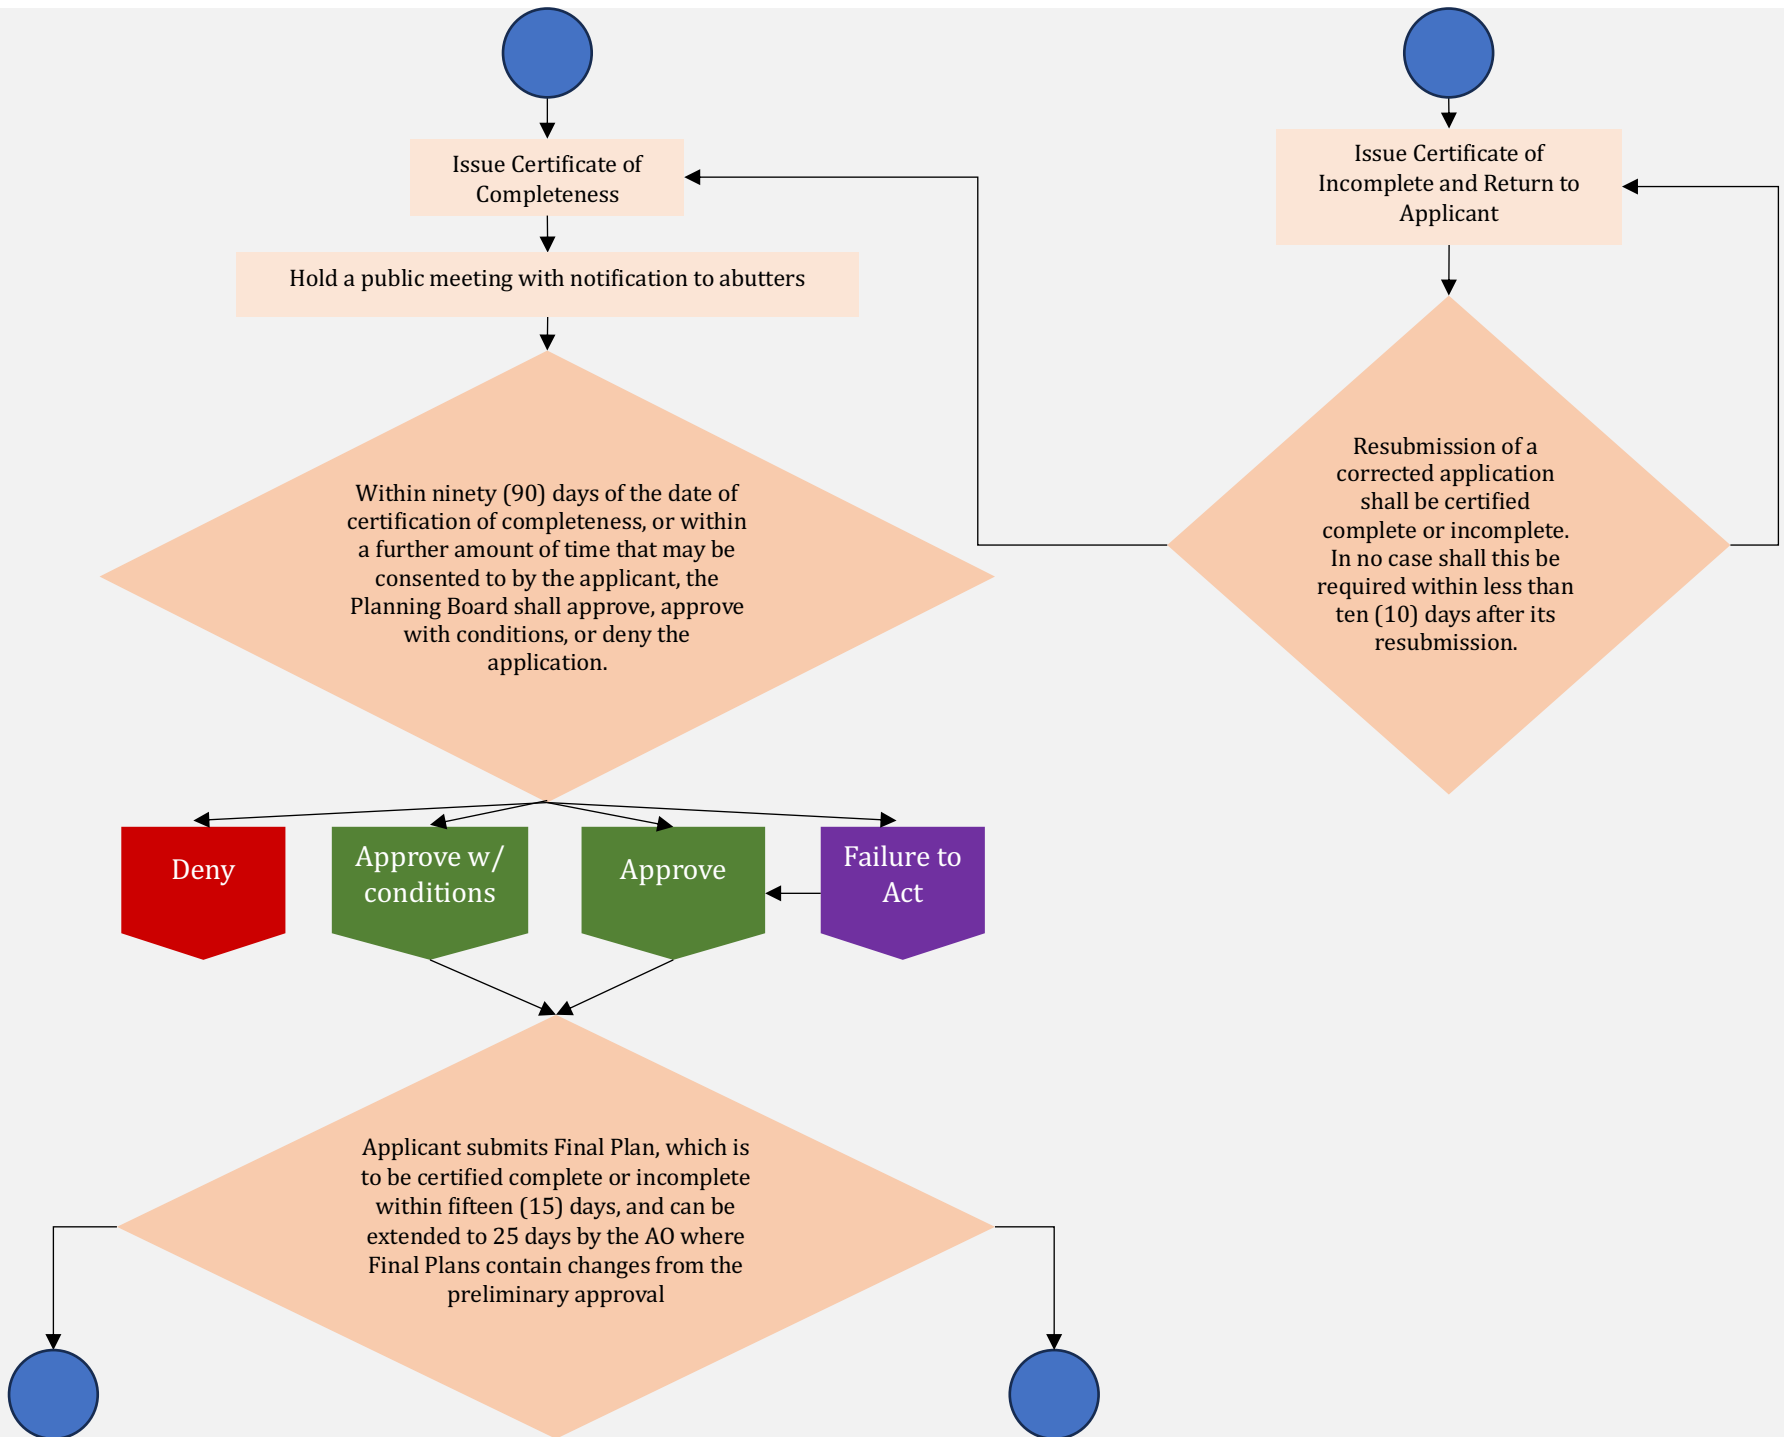 Issue Certificate of
Completeness
Issue Certificate of
Incomplete and Return to
Applicant
Hold a public meeting with notification to abutters
Within ninety (90) days of the date of
certification of completeness, or within
a further amount of time that may be
consented to by the applicant, the
Planning Board shall approve, approve
with conditions, or deny the
application.
Resubmission of a
corrected application
shall be certified
complete or incomplete.
In no case shall this be
required within less than
ten (10) days after its
resubmission.
Deny
Approve w/
conditions
Approve
Failure to
Act
Applicant submits Final Plan, which is
to be certified complete or incomplete
within fifteen (15) days, and can be
extended to 25 days by the AO where
Final Plans contain changes from the
preliminary approval